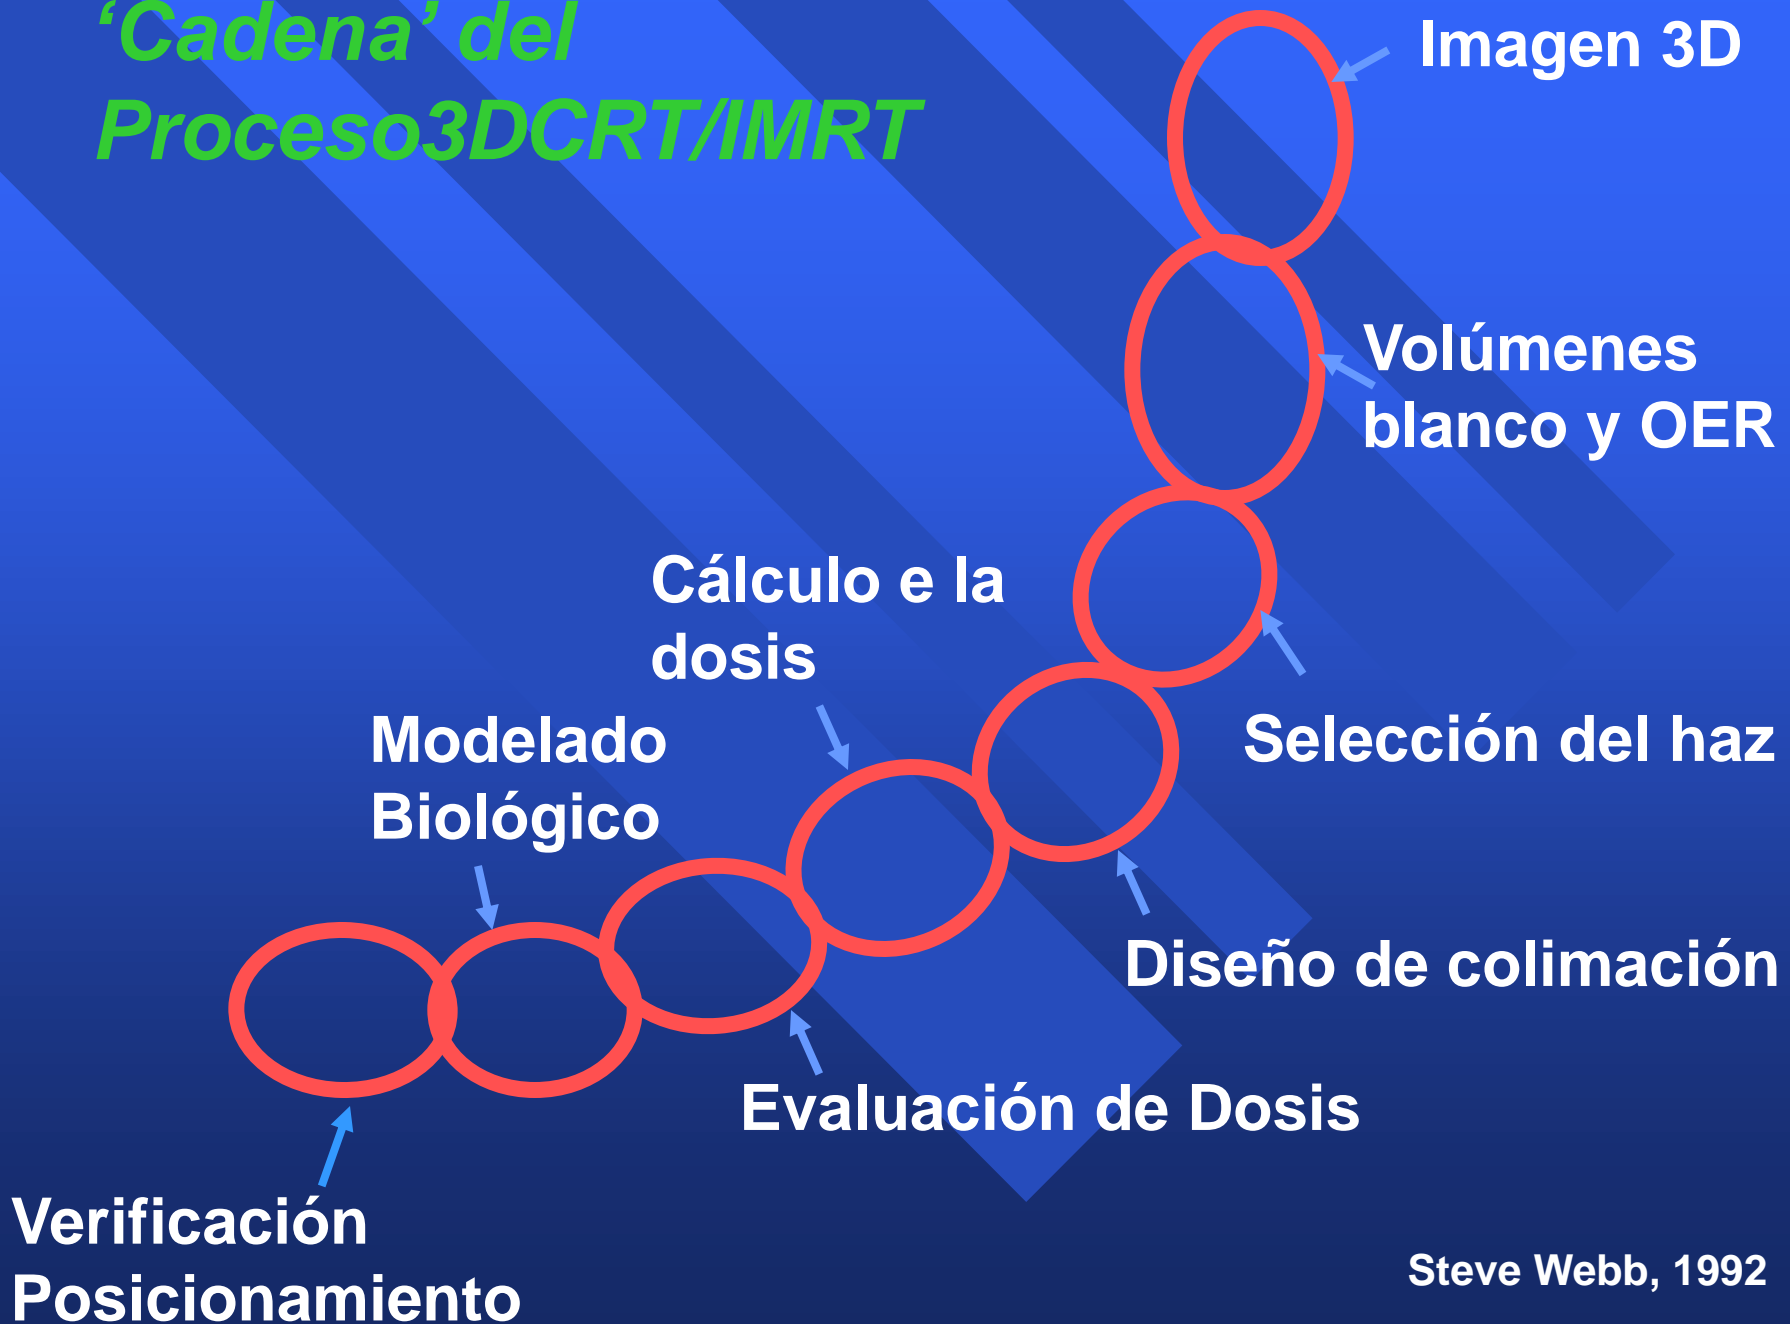 ‘Cadena’ del
Proceso3DCRT/IMRT
Imagen 3D
Volúmenes
blanco y OER
Cálculo e la
dosis
Selección del haz
Modelado
Biológico
Diseño de colimación
Evaluación de Dosis
Verificación
Posicionamiento
Steve Webb, 1992